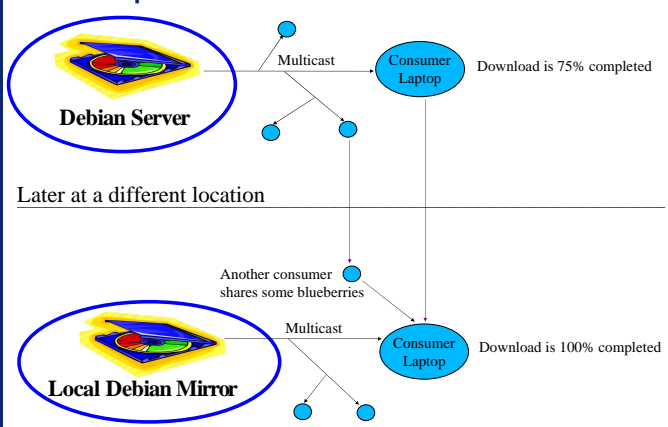 Multicast
Consumer
Laptop
Download is 75% completed
Debian Server
Later at a different location
Another consumer
shares some blueberries
Multicast
Consumer
Laptop
Download is 100% completed
Local Debian Mirror